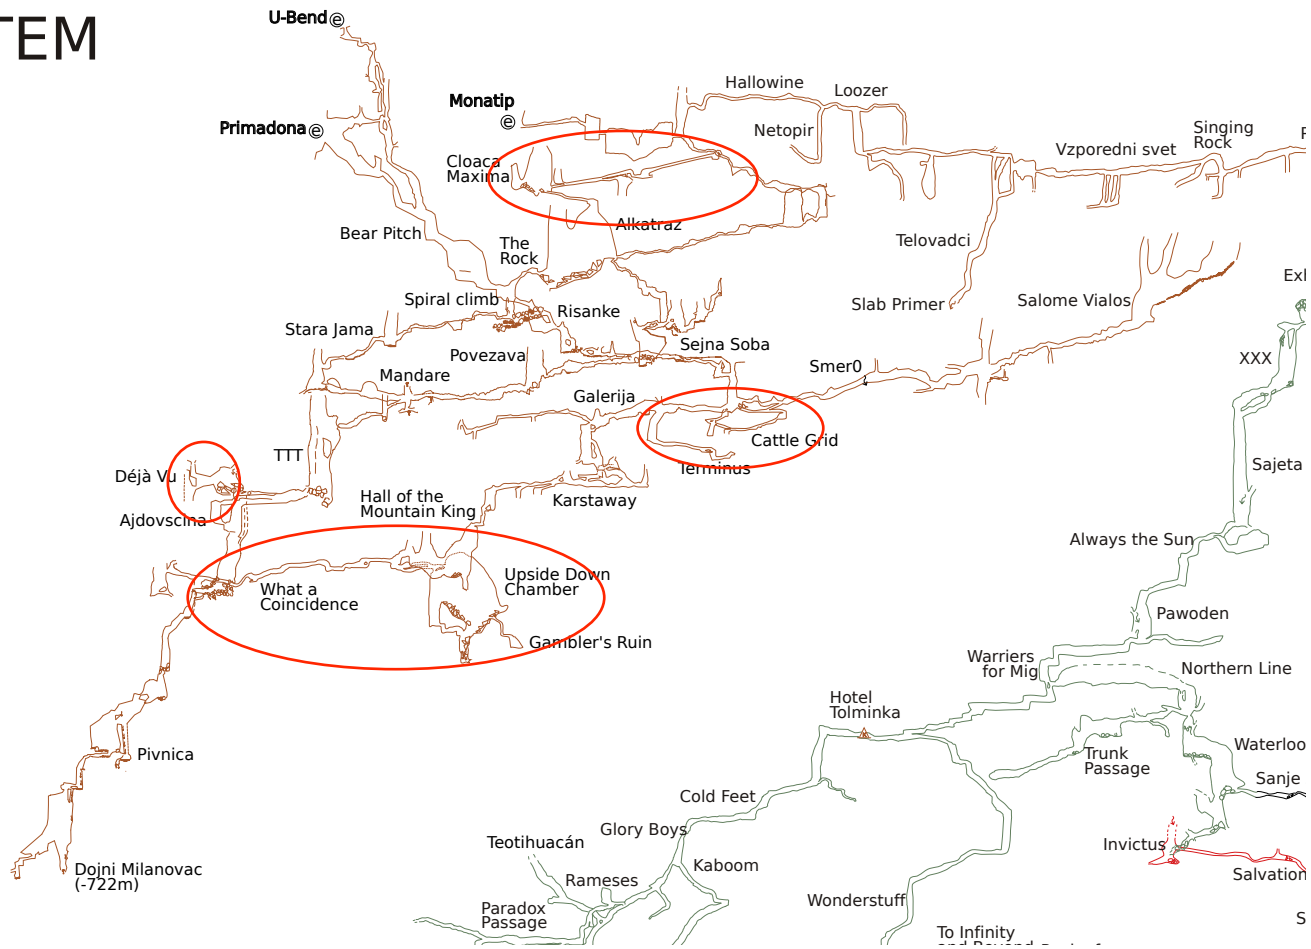 TEM
U-Bend e
Primadona e
Monatip
e
Hallowine
Loozer
Netopir
Cloaca
Maxima
Vzporedni svet
Singing
Rock
Bear Pitch
The
Rock
Alkatraz
Telovadci
Slab Primer
Salome Vialos
Spiral climb
Risanke
Stara Jama
Povezava
Sejna Soba
Mandare
Smer0
XXX
Galerija
Cattle Grid
Terminus
TTT
Déjà Vu
Ajdovscina
Hall of the
Mountain King
Karstaway
Sajeta
Always the Sun
What a
Coincidence
Upside Down
Chamber
Gambler's Ruin
Pawoden
Warriers
for Mig
Northern Line
Hotel
Tolminka
Pivnica
Trunk
Passage
Waterloo
Sanje
Cold Feet
Glory Boys
Teotihuacán
Kaboom
Invictus
Salvation
Dojni Milanovac
(-722m)
Rameses
Paradox
Passage
Wonderstuff
To Infinity
and Beyond